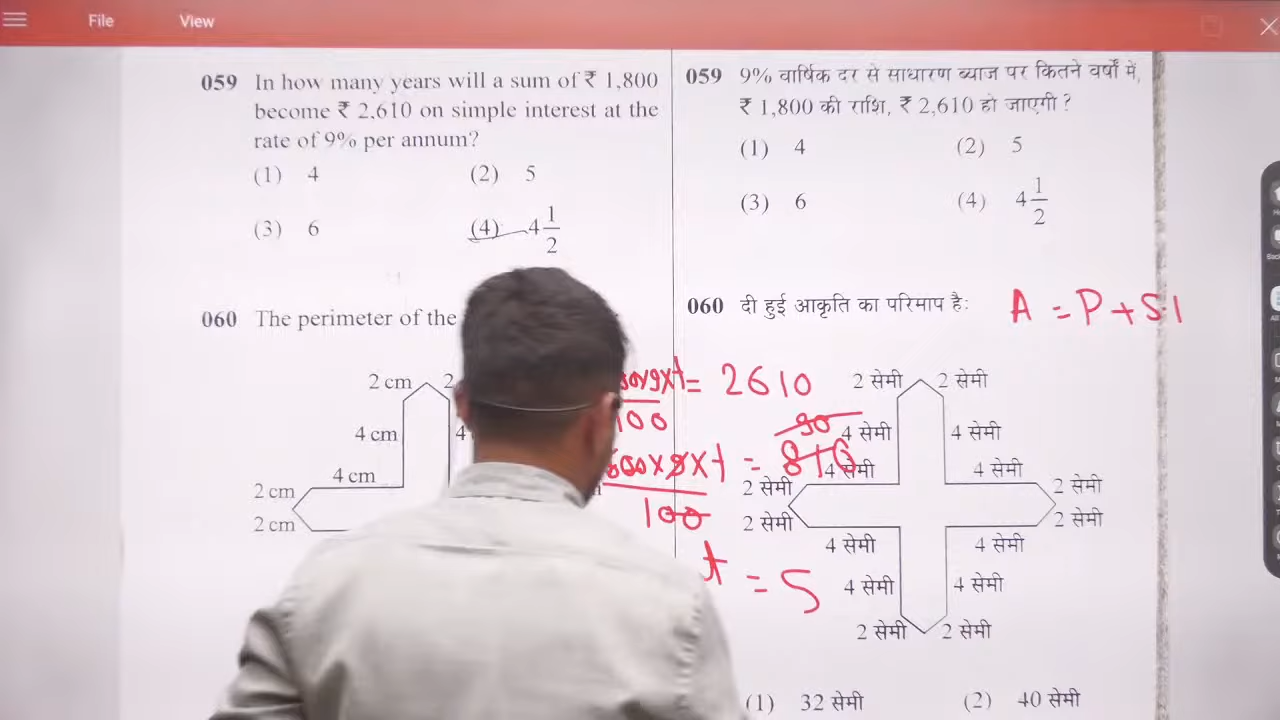 File View
059 In how many years will a sum of ₹ 1,800
become ₹ 2,610 on simple interest at the
rate of 9% per annum?
(1) 4 (2) 5
(3) 6 (4) 4 1/2
060 The perimeter of the
2 cm 2
4 cm 4
4 cm
2 cm
2 cm
059 9% वार्षिक दर से साधारण ब्याज पर कितने वर्षों में,
₹ 1,800 की राशि, ₹ 2,610 हो जाएगी ?
(1) 4 (2) 5
(3) 6 (4) 4 1/2
060 दी हुई आकृति का परिमाप है:
A = P + S.I
2 सेमी 2 सेमी
4 सेमी 4 सेमी
4 सेमी 4 सेमी
2 सेमी 2 सेमी
2 सेमी 2 सेमी
4 सेमी 4 सेमी
4 सेमी 4 सेमी
2 सेमी 2 सेमी
(1) 32 सेमी (2) 40 सेमी
x9xt = 2610
100
90
x9xt = 810
100
t = 5